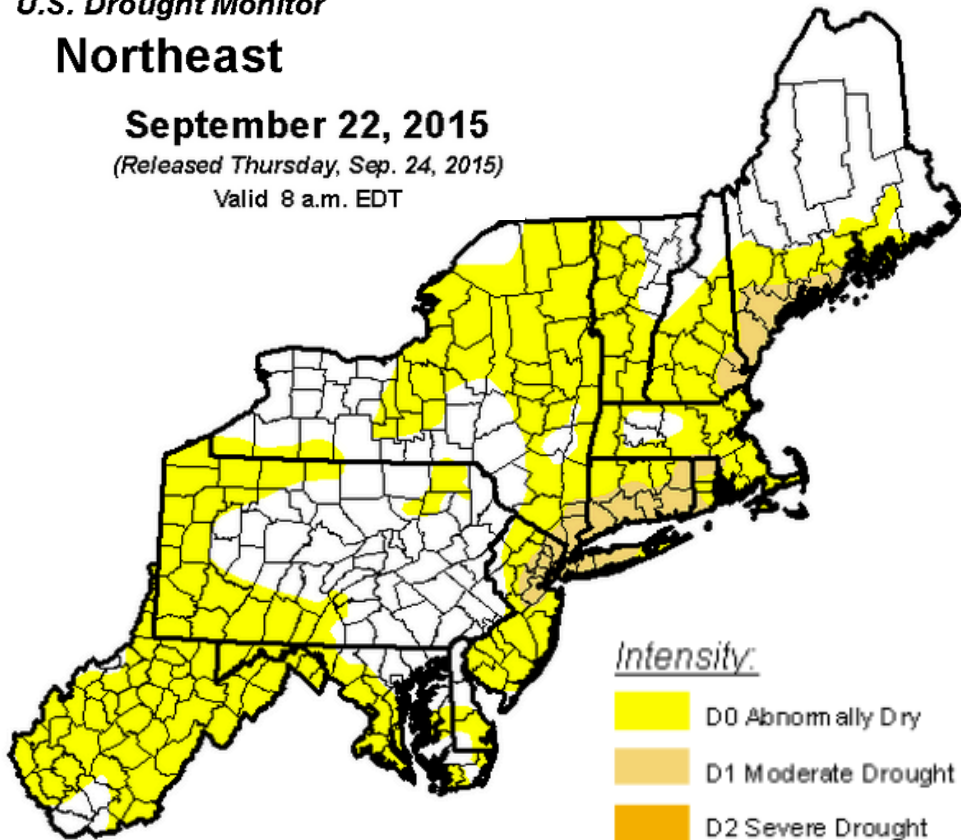 U.S. Drought Monitor
Northeast
September 22, 2015
(Released Thursday, Sep. 24, 2015)
Valid 8 a.m. EDT
Intensity:
D0 Abnormally Dry
D1 Moderate Drought
D2 Severe Drought